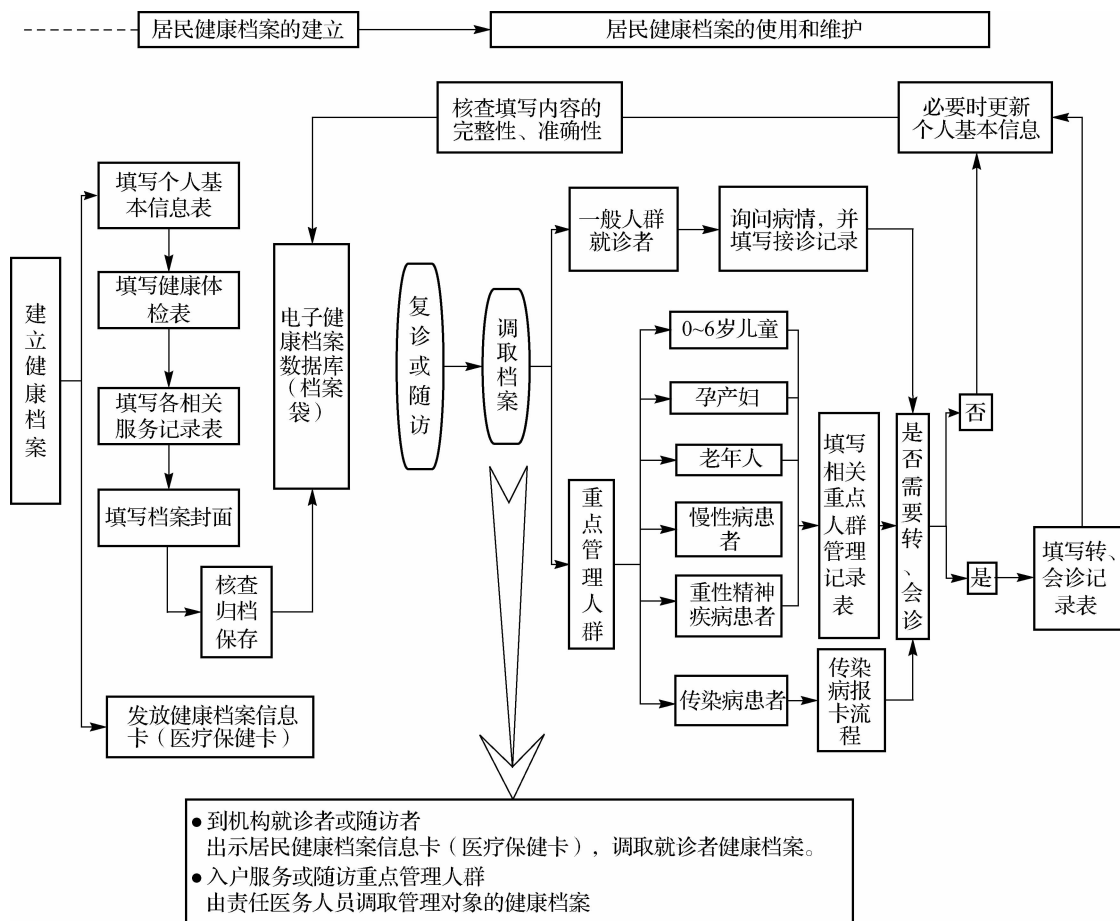 居民健康档案的建立
居民健康档案的使用和维护
核查填写内容的
完整性、准确性
必要时更新
个人基本信息
填写个人基
本信息表
填写健康体
检表
填写各相关
服务记录表
填写档案封面
核查
归档
保存
建立健康档案
发放健康档案信息
卡（医疗保健卡）
电子健
康档案
数据库
（档案
袋）
复诊或随访
调取档案
一般人群
就诊者
询问病情，并
填写接诊记录
重点管理人群
0~6岁儿童
孕产妇
老年人
慢性病患
者
重性精神
疾病患者
传染病患者
填写
相关
重点
人群
管理
记录
表
传染
病报
卡流
程
是否需要转、会诊
否
是
填写转、
会诊记
录表
●到机构就诊者或随访者
出示居民健康档案信息卡（医疗保健卡），调取就诊者健康档案。
●入户服务或随访重点管理人群
由责任医务人员调取管理对象的健康档案